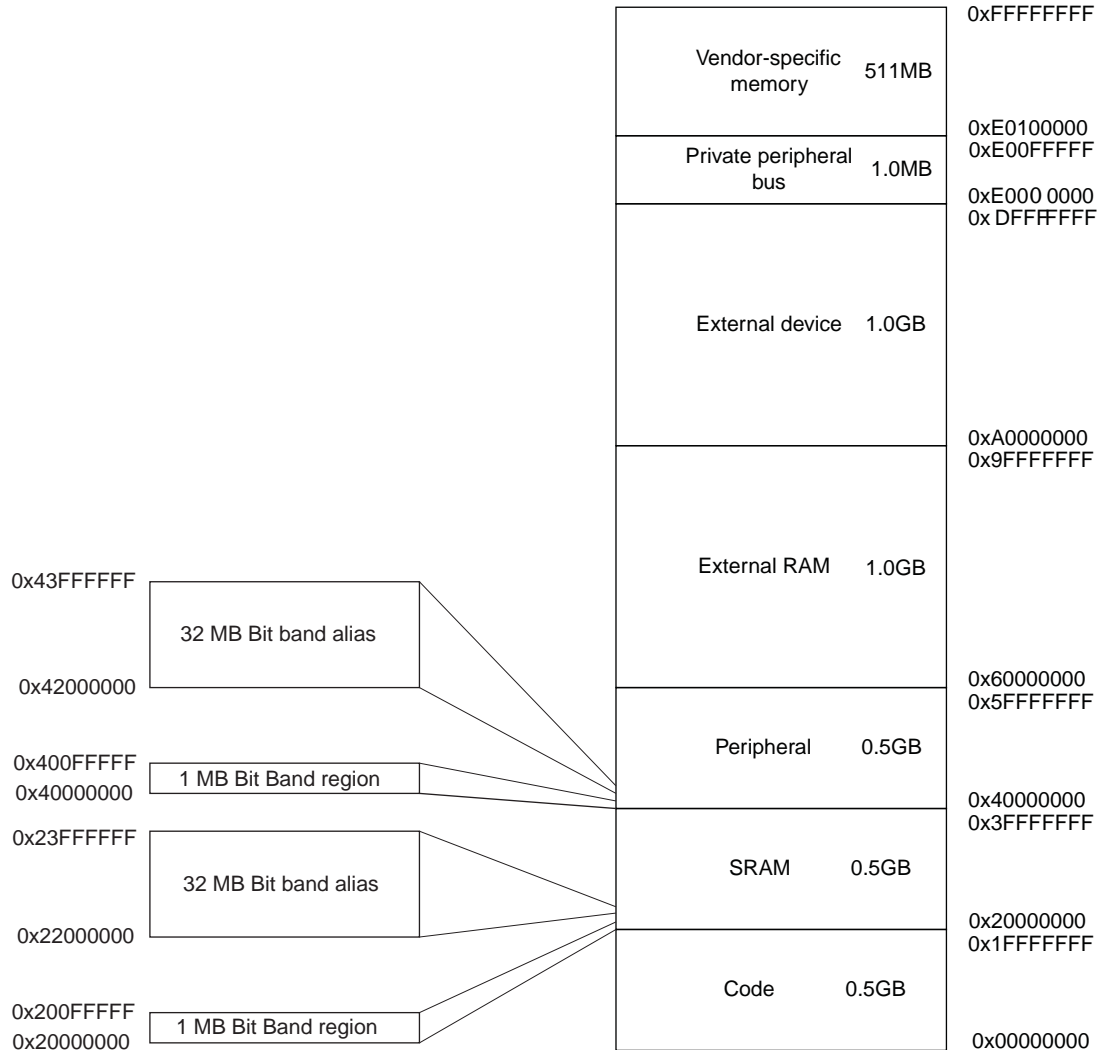 0xFFFFFFFF
Vendor-specific
memory
511MB
0xE0100000
0xE00FFFFF
Private peripheral
bus
1.0MB
0xE000 0000
0x DFFFFFFF
External device
1.0GB
0xA0000000
0x9FFFFFFF
External RAM
1.0GB
0x60000000
0x5FFFFFFF
Peripheral
0.5GB
0x40000000
0x3FFFFFFF
SRAM
0.5GB
0x20000000
0x1FFFFFFF
Code
0.5GB
0x00000000
0x43FFFFFF
32 MB Bit band alias
0x42000000
0x400FFFFF
1 MB Bit Band region
0x40000000
0x23FFFFFF
32 MB Bit band alias
0x22000000
0x200FFFFF
1 MB Bit Band region
0x20000000